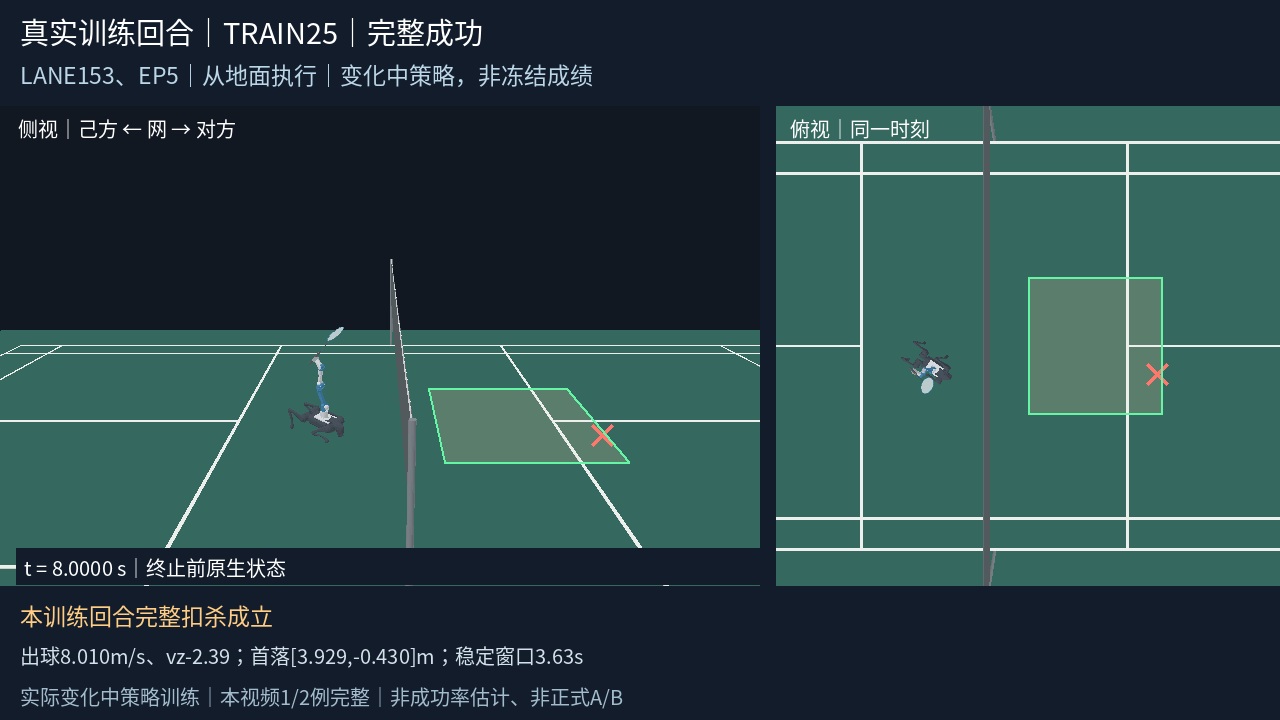 真实训练回合｜TRAIN25｜完整成功
LANE153、EP5｜从地面执行｜变化中策略，非冻结成绩
侧视｜己方 ← 网 → 对方
俯视｜同一时刻
t = 8.0000 s｜终止前原生状态
本训练回合完整扣杀成立
出球8.010m/s、vz-2.39；首落[3.929,-0.430]m；稳定窗口3.63s
实际变化中策略训练｜本视频1/2例完整｜非成功率估计、非正式A/B